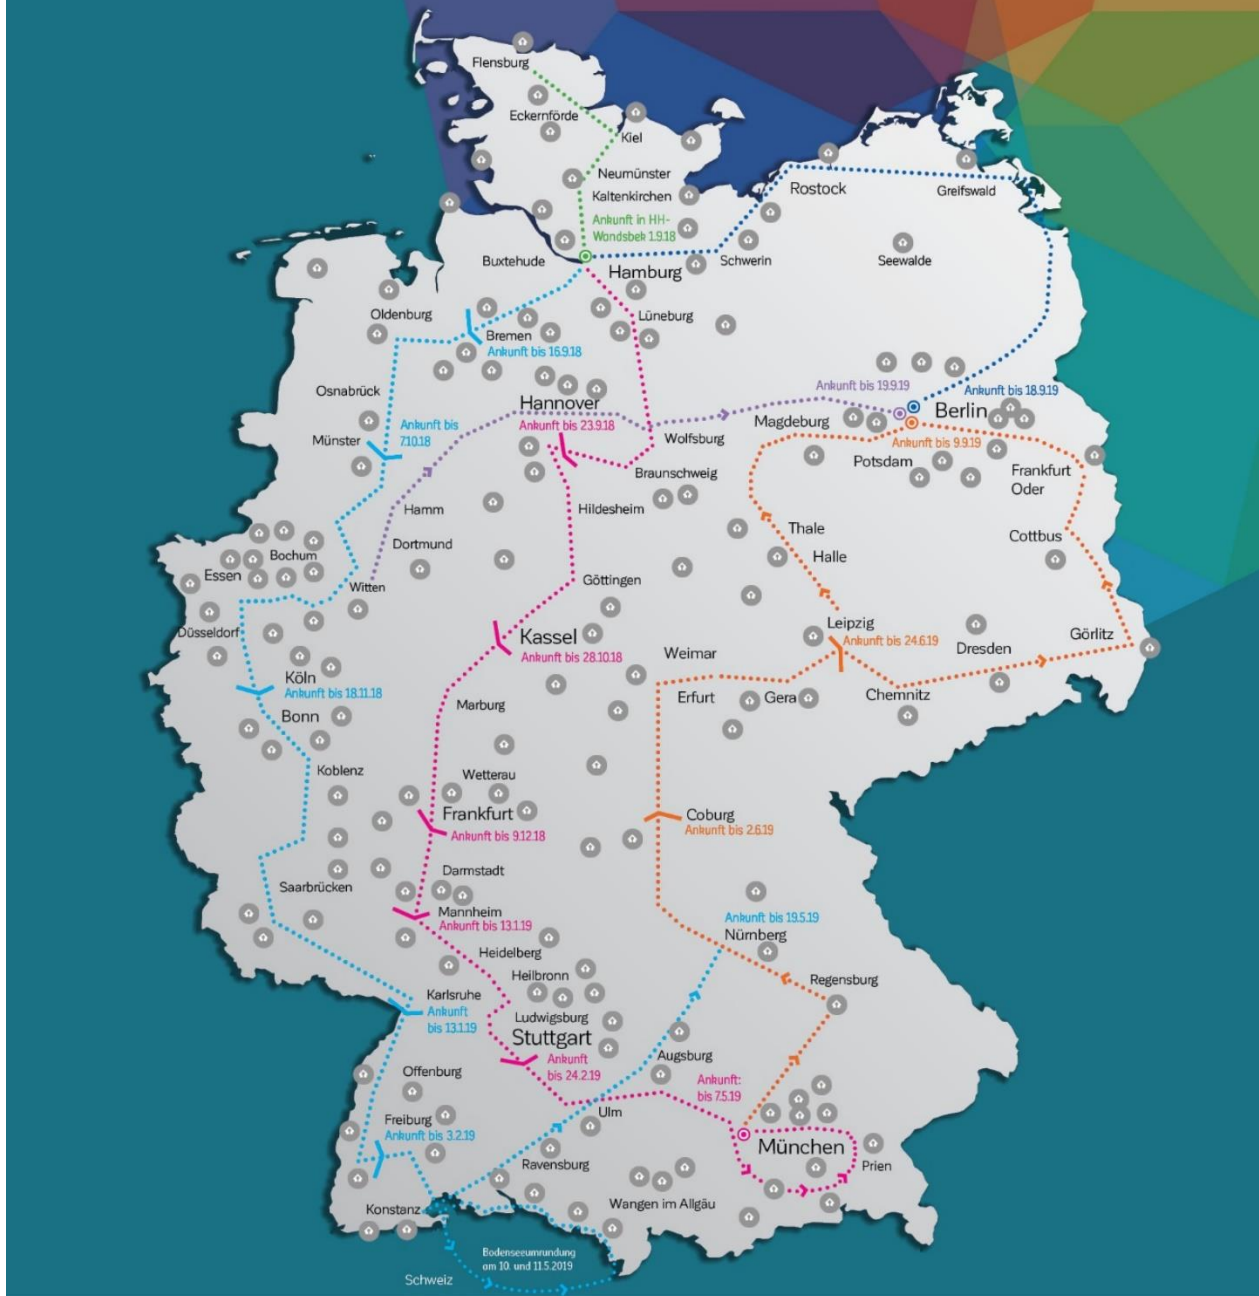 Flensburg
Eckernförde
Kiel
Neumünster
Kaltenkirchen
Ankunft in HH-
Wandsbek 1.9.18
Rostock
Greifswald
Buxtehude
Hamburg
Schwerin
Seewalde
Oldenburg
Lüneburg
Bremen
Ankunft bis 16.9.18
Osnabrück
Hannover
Ankunft bis 23.9.18
Ankunft bis 19.9.19
Ankunft bis 18.9.19
Berlin
Magdeburg
Ankunft bis 9.9.19
Münster
Ankunft bis
7.10.18
Wolfsburg
Braunschweig
Potsdam
Frankfurt
Oder
Hamm
Hildesheim
Dortmund
Thale
Halle
Cottbus
Bochum
Essen
Witten
Göttingen
Düsseldorf
Kassel
Ankunft bis 28.10.18
Leipzig
Ankunft bis 24.6.19
Weimar
Dresden
Görlitz
Köln
Ankunft bis 18.11.18
Erfurt
Gera
Chemnitz
Bonn
Marburg
Koblenz
Wetterau
Frankfurt
Ankunft bis 9.12.18
Coburg
Ankunft bis 2.6.19
Darmstadt
Saarbrücken
Mannheim
Ankunft bis 13.1.19
Ankunft bis 19.5.19
Nürnberg
Heidelberg
Heilbronn
Regensburg
Karlsruhe
Ankunft
bis 13.1.19
Ludwigsburg
Stuttgart
Ankunft
bis 24.2.19
Augsburg
Offenburg
Ankunft:
bis 7.5.19
Freiburg
Ankunft bis 3.2.19
Ulm
München
Ravensburg
Prien
Konstanz
Wangen im Allgäu
Bodenseeumrundung
am 10. und 11.5.2019
Schweiz